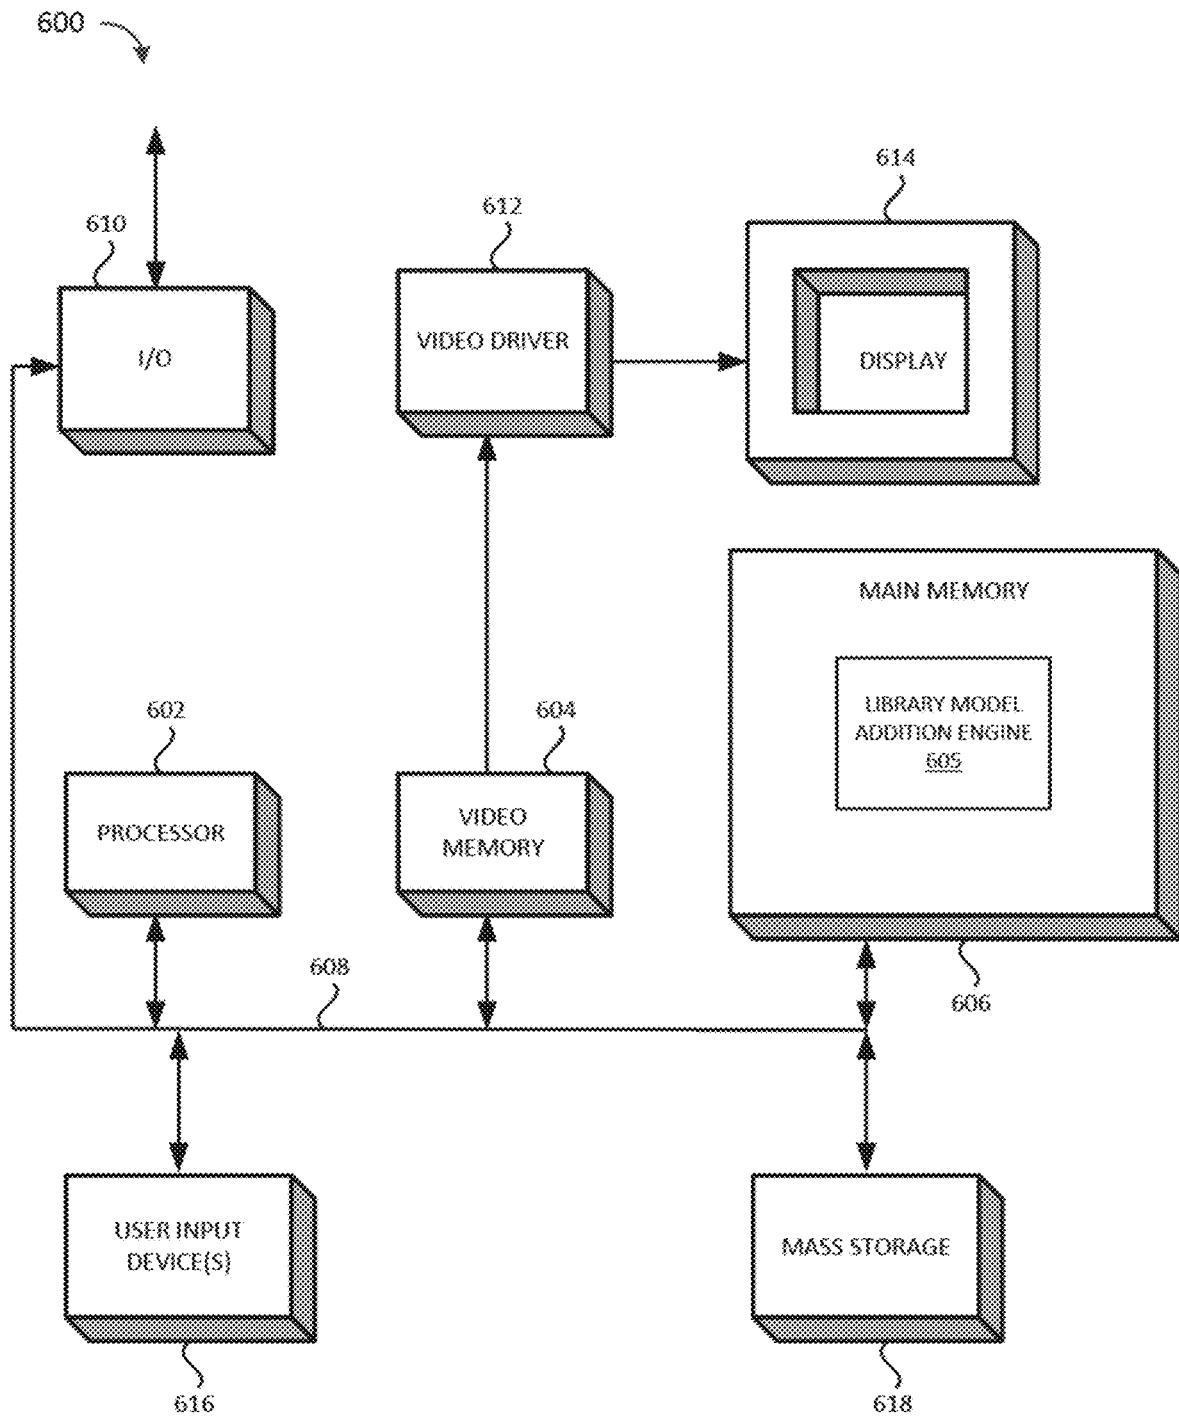 600
614
612
610
VIDEO DRIVER
I/O
DISPLAY
MAIN MEMORY
LIBRARY MODEL
ADDITION ENGINE
605
602
604
PROCESSOR
VIDEO
MEMORY
608
606
USER INPUT
DEVICE(S)
MASS STORAGE
616
618